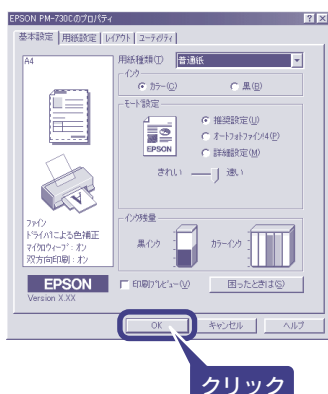 EPSON PM-730Cのプロパティ
基本設定 用紙設定 レイアウト ユーティリティ
A4
用紙種類(T) 普通紙
インク
カラー(C) 黒(B)
モード設定
EPSON
推奨設定(U)
オートフォトファイン!4(P)
詳細設定(M)
きれい 速い
ファイン
ドライバによる色補正
マイクロウィーブ:オン
双方向印刷:オン
インク残量
黒インク カラーインク
EPSON
Version X.XX
印刷プレビュー(V) 困ったときは(S)
OK キャンセル ヘルプ
クリック